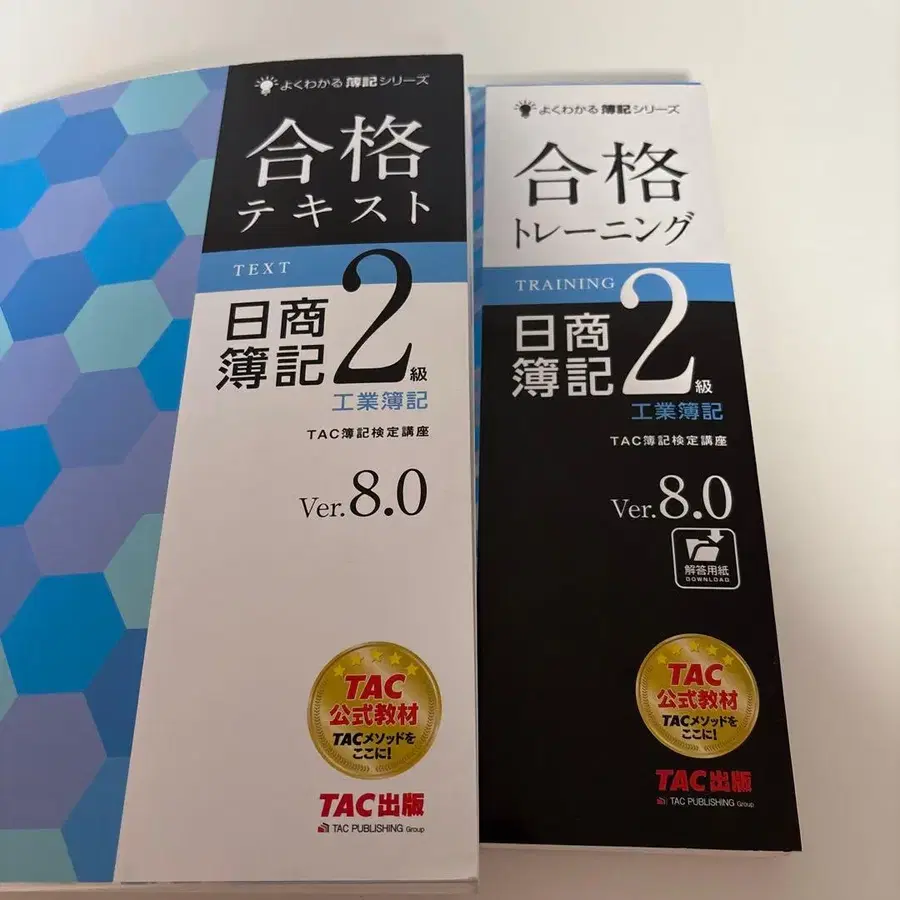 よくわかる簿記シリーズ
合格
テキスト
TEXT
日商
簿記
2級
工業簿記
TAC簿記検定講座
Ver.8.0
TAC
公式教材
TACメソッドを
ここに!
TAC出版
TAC PUBLISHING Group
よくわかる簿記シリーズ
合格
トレーニング
TRAINING
日商
簿記
2級
工業簿記
TAC簿記検定講座
Ver.8.0
解答用紙
DOWNLOAD
TAC
公式教材
TACメソッドを
ここに!
TAC出版
TAC PUBLISHING Group